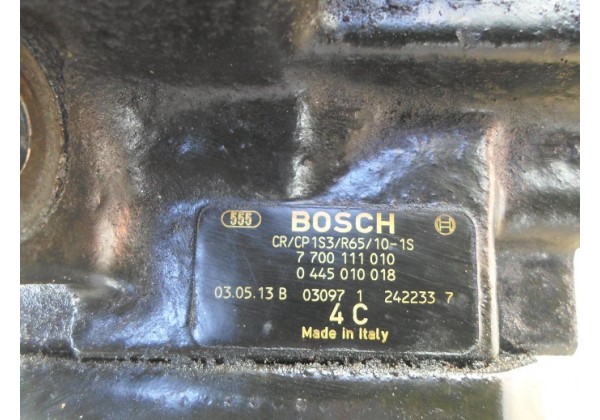 555 BOSCH
CR/CP1S3/R65/10-1S
7 700 111 010
0 445 010 018
03.05.13 B 03097 1 242233 7
4 C
Made in Italy